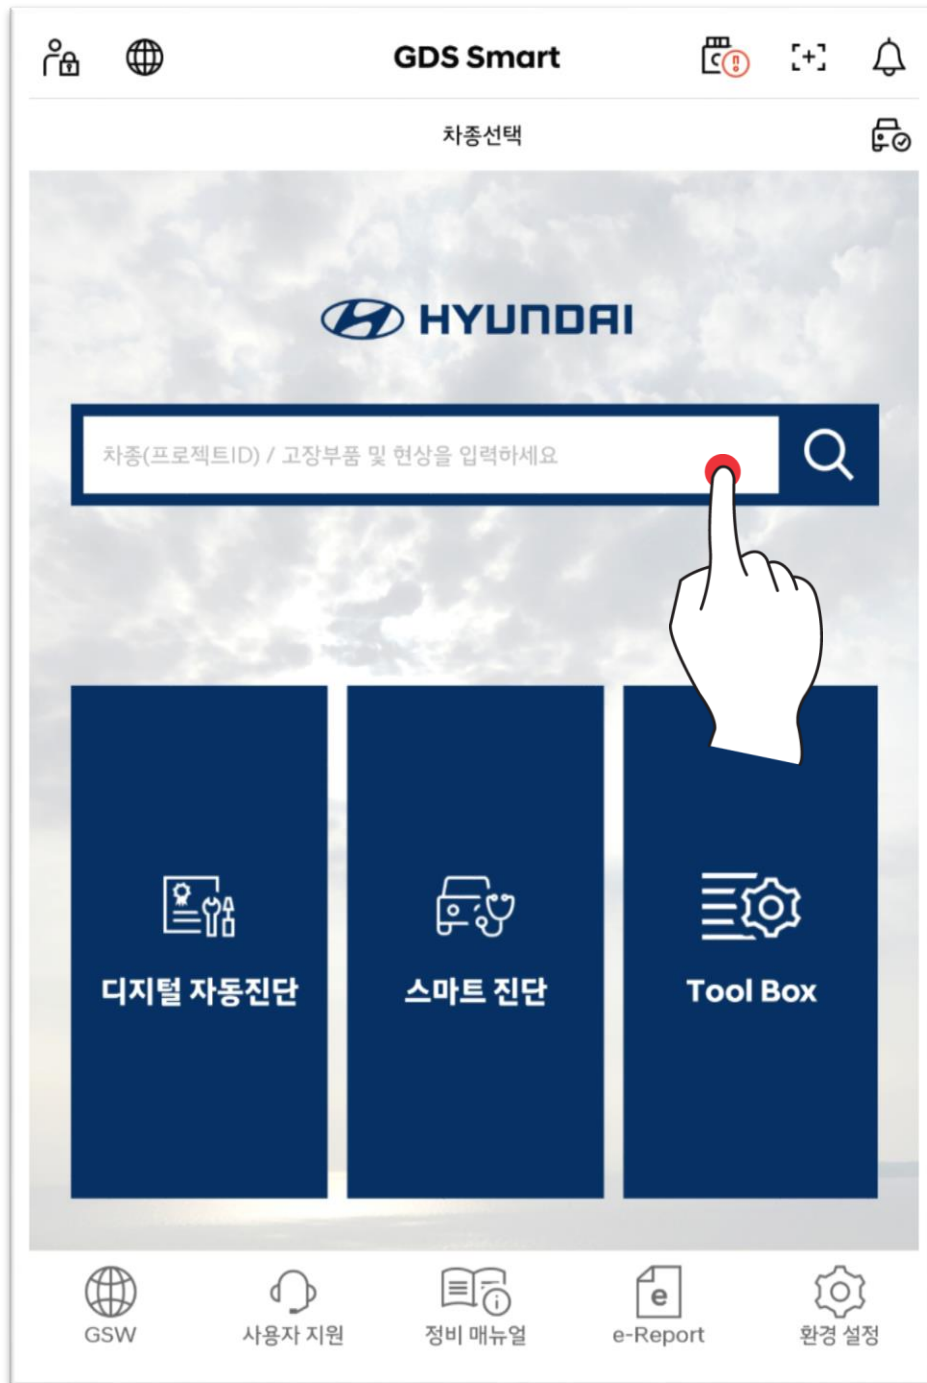 GDS Smart
차종선택
HYUNDAI
차종(프로젝트ID) / 고장부품 및 현상을 입력하세요
디지털 자동진단
스마트 진단
Tool Box
GSW
사용자 지원
정비 매뉴얼
e-Report
환경 설정